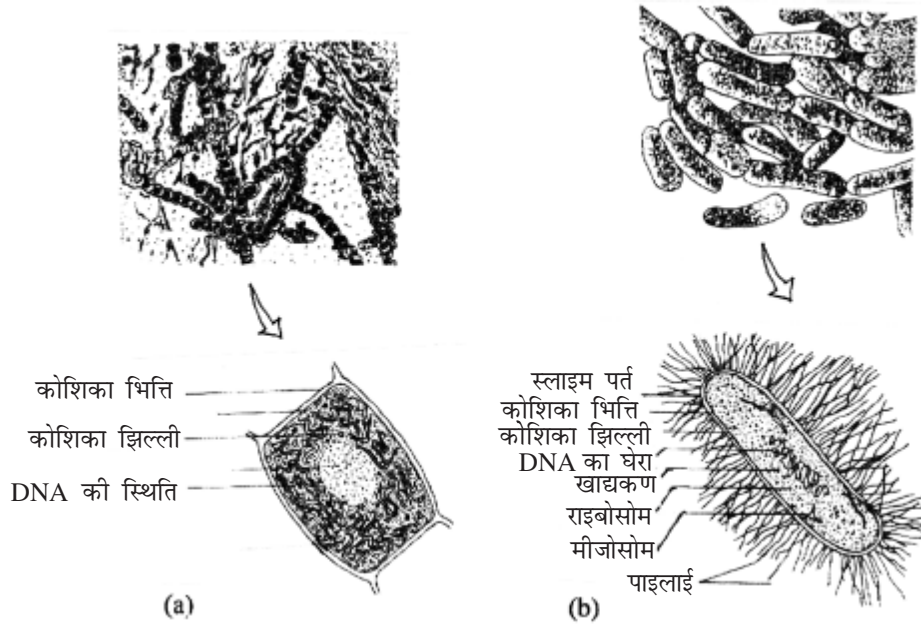 कोशिका भित्ति
कोशिका झिल्ली
DNA की स्थिति
(a)
स्लाइम पर्त
कोशिका भित्ति
कोशिका झिल्ली
DNA का घेरा
खाद्यकण
राइबोसोम
मीजोसोम
पाइलाई
(b)